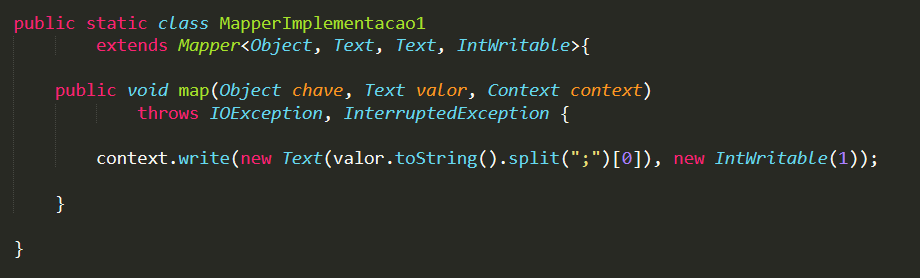 public static class MapperImplementacao1
extends Mapper<Object, Text, Text, IntWritable>{
public void map(Object chave, Text valor, Context context)
throws IOException, InterruptedException {
context.write(new Text(valor.toString().split(";")[0]), new IntWritable(1));
}
}